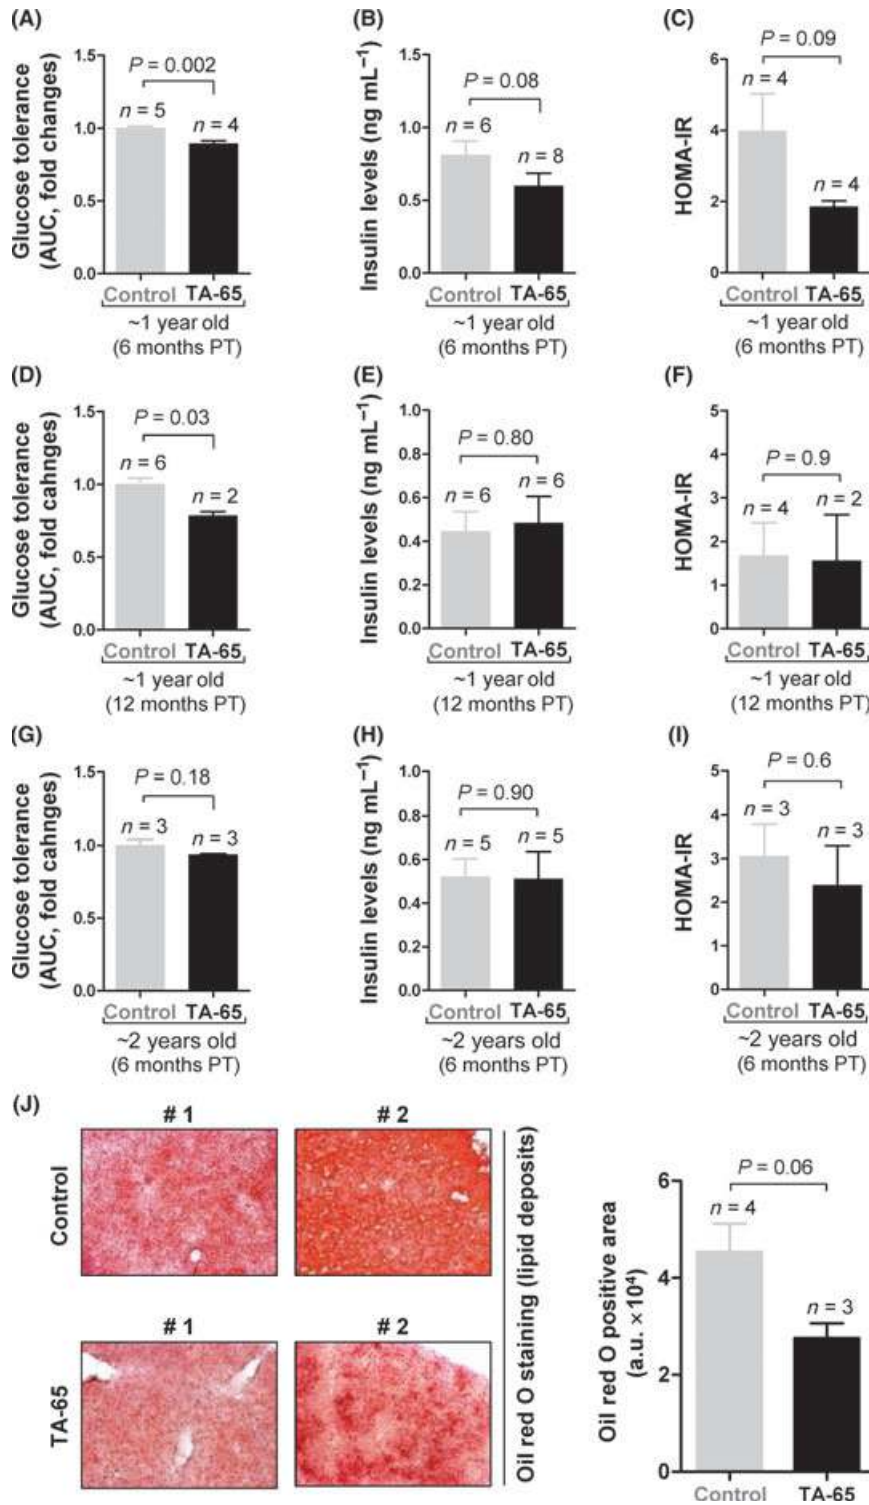 (A)
Glucose tolerance
(AUC, fold changes)
1.5
1.0
0.5
0.0
P = 0.002
n = 5
n = 4
Control TA-65
~1 year old
(6 months PT)
(B)
Insulin levels (ng mL⁻¹)
1.5
1.0
0.5
0.0
P = 0.08
n = 6
n = 8
Control TA-65
~1 year old
(6 months PT)
(C)
HOMA-IR
6
4
2
0
P = 0.09
n = 4
n = 4
Control TA-65
~1 year old
(6 months PT)
(D)
Glucose tolerance
(AUC, fold cahnges)
1.5
1.0
0.5
0.0
P = 0.03
n = 6
n = 2
Control TA-65
~1 year old
(12 months PT)
(E)
Insulin levels (ng mL⁻¹)
1.0
0.8
0.6
0.4
0.2
0.0
P = 0.80
n = 6
n = 6
Control TA-65
~1 year old
(12 months PT)
(F)
HOMA-IR
5
4
3
2
1
0
P = 0.9
n = 4
n = 2
Control TA-65
~1 year old
(12 months PT)
(G)
Glucose tolerance
(AUC, fold cahnges)
1.5
1.0
0.5
0.0
P = 0.18
n = 3
n = 3
Control TA-65
~2 years old
(6 months PT)
(H)
Insulin levels (ng mL⁻¹)
1.0
0.8
0.6
0.4
0.2
0.0
P = 0.90
n = 5
n = 5
Control TA-65
~2 years old
(6 months PT)
(I)
HOMA-IR
5
4
3
2
1
0
P = 0.6
n = 3
n = 3
Control TA-65
~2 years old
(6 months PT)
(J)
# 1
# 2
Control
# 1
# 2
TA-65
Oil red O staining (lipid deposits)
Oil red O positive area
(a.u. ×10⁴)
6
4
2
0
P = 0.06
n = 4
n = 3
Control TA-65